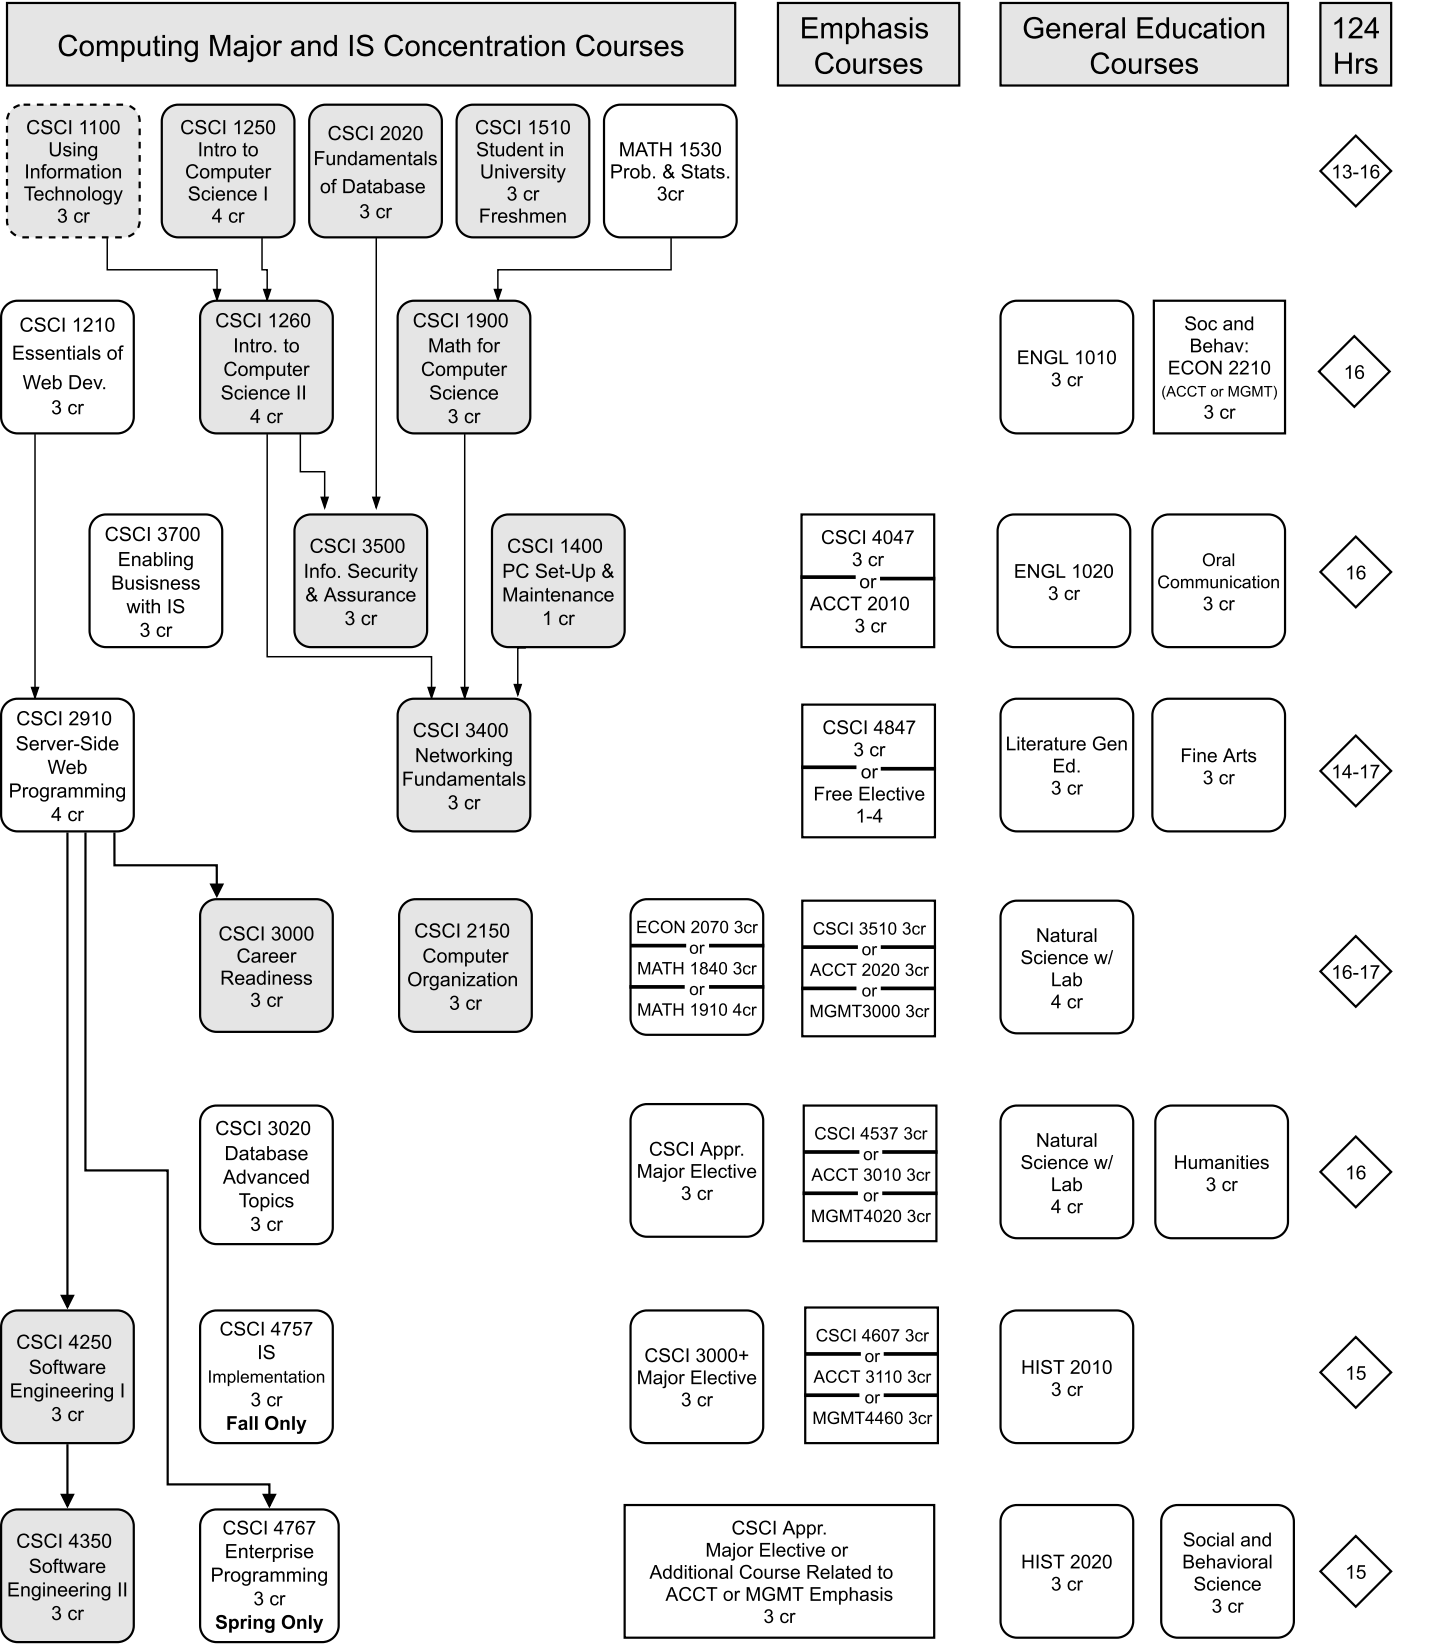 Computing Major and IS Concentration Courses
Emphasis
Courses
General Education
Courses
124
Hrs
CSCI 1100
Using
Information
Technology
3 cr
CSCI 1250
Intro to
Computer
Science I
4 cr
CSCI 2020
Fundamentals
of Database
3 cr
CSCI 1510
Student in
University
3 cr
Freshmen
MATH 1530
Prob. & Stats.
3cr
13-16
CSCI 1210
Essentials of
Web Dev.
3 cr
CSCI 1260
Intro. to
Computer
Science II
4 cr
CSCI 1900
Math for
Computer
Science
3 cr
ENGL 1010
3 cr
Soc and
Behav:
ECON 2210
(ACCT or MGMT)
3 cr
16
CSCI 3700
Enabling
Busisness
with IS
3 cr
CSCI 3500
Info. Security
& Assurance
3 cr
CSCI 1400
PC Set-Up &
Maintenance
1 cr
CSCI 4047
3 cr
or
ACCT 2010
3 cr
ENGL 1020
3 cr
Oral
Communication
3 cr
16
CSCI 2910
Server-Side
Web
Programming
4 cr
CSCI 3400
Networking
Fundamentals
3 cr
CSCI 4847
3 cr
or
Free Elective
1-4
Literature Gen
Ed.
3 cr
Fine Arts
3 cr
14-17
CSCI 3000
Career
Readiness
3 cr
CSCI 2150
Computer
Organization
3 cr
ECON 2070 3cr
or
MATH 1840 3cr
or
MATH 1910 4cr
CSCI 3510 3cr
or
ACCT 2020 3cr
or
MGMT3000 3cr
Natural
Science w/
Lab
4 cr
16-17
CSCI 3020
Database
Advanced
Topics
3 cr
CSCI Appr.
Major Elective
3 cr
CSCI 4537 3cr
or
ACCT 3010 3cr
or
MGMT4020 3cr
Natural
Science w/
Lab
4 cr
Humanities
3 cr
16
CSCI 4250
Software
Engineering I
3 cr
CSCI 4757
IS
Implementation
3 cr
Fall Only
CSCI 3000+
Major Elective
3 cr
CSCI 4607 3cr
or
ACCT 3110 3cr
or
MGMT4460 3cr
HIST 2010
3 cr
15
CSCI 4350
Software
Engineering II
3 cr
CSCI 4767
Enterprise
Programming
3 cr
Spring Only
CSCI Appr.
Major Elective or
Additional Course Related to
ACCT or MGMT Emphasis
3 cr
HIST 2020
3 cr
Social and
Behavioral
Science
3 cr
15